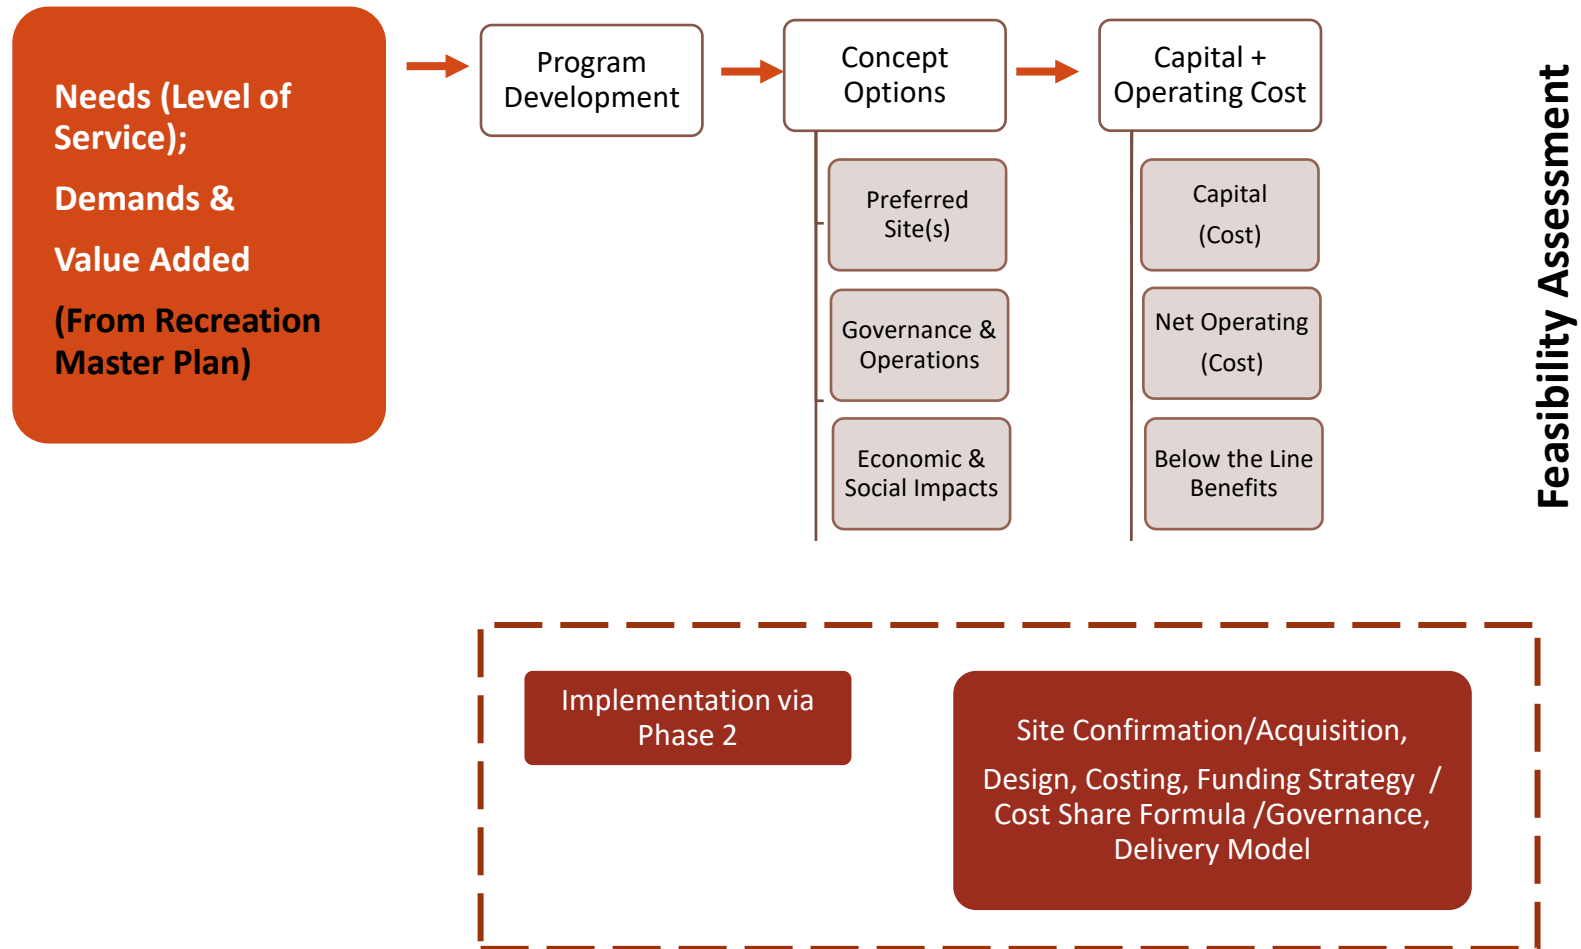 Needs (Level of
Service);
Demands &
Value Added
(From Recreation
Master Plan)
Program
Development
Concept
Options
Preferred
Site(s)
Governance &
Operations
Economic &
Social Impacts
Capital +
Operating Cost
Capital
(Cost)
Net Operating
(Cost)
Below the Line
Benefits
Feasibility Assessment
Implementation via
Phase 2
Site Confirmation/Acquisition,
Design, Costing, Funding Strategy /
Cost Share Formula /Governance,
Delivery Model